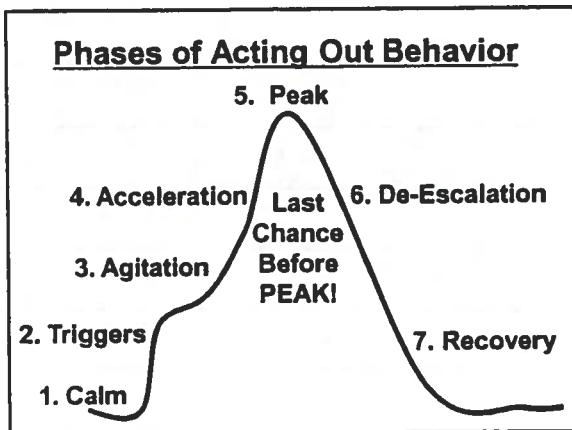 Phases of Acting Out Behavior
5. Peak
4. Acceleration
6. De-Escalation
Last
Chance
Before
PEAK!
3. Agitation
2. Triggers
7. Recovery
1. Calm